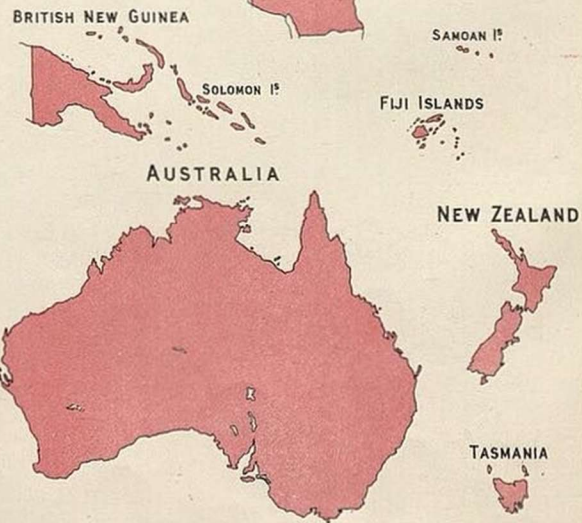 BRITISH NEW GUINEA
SAMOAN Iˢ.
SOLOMON Iˢ.
FIJI ISLANDS
AUSTRALIA
NEW ZEALAND
TASMANIA